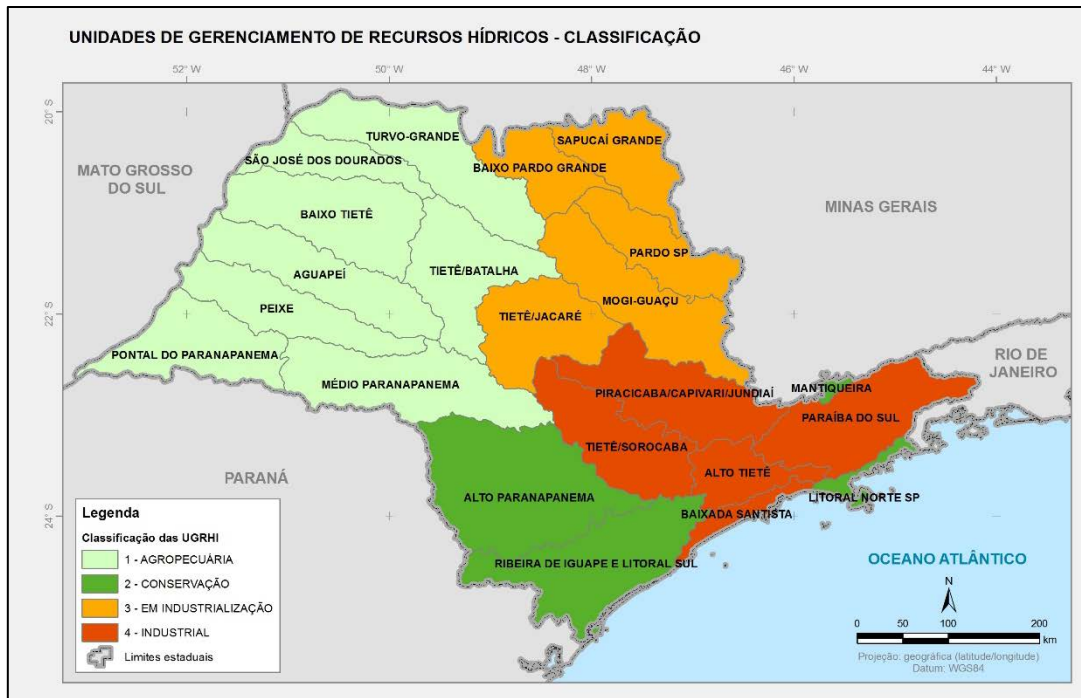 UNIDADES DE GERENCIAMENTO DE RECURSOS HÍDRICOS - CLASSIFICAÇÃO
52° W
50° W
48° W
46° W
44° W
20° S
22° S
24° S
TURVO-GRANDE
SAPUCAÍ GRANDE
SÃO JOSÉ DOS DOURADOS
BAIXO PARDO GRANDE
MATO GROSSO
DO SUL
BAIXO TIETÊ
MINAS GERAIS
PARDO SP
AGUAPEÍ
TIETÊ/BATALHA
MOGI-GUAÇU
PEIXE
TIETÊ/JACARÉ
PONTAL DO PARANAPANEMA
RIO DE
JANEIRO
MÉDIO PARANAPANEMA
PIRACICABA/CAPIVARI/JUNDIAÍ
MANTIQUEIRA
PARAÍBA DO SUL
TIETÊ/SOROCABA
ALTO TIETÊ
PARANÁ
ALTO PARANAPANEMA
LITORAL NORTE SP
BAIXADA SANTISTA
RIBEIRA DE IGUAPE E LITORAL SUL
OCEANO ATLÂNTICO
Legenda
Classificação das UGRHI
1 - AGROPECUÁRIA
2 - CONSERVAÇÃO
3 - EM INDUSTRIALIZAÇÃO
4 - INDUSTRIAL
Limites estaduais
N
0 50 100 200
km
Projeção: geográfica (latitude/longitude)
Datum: WGS84